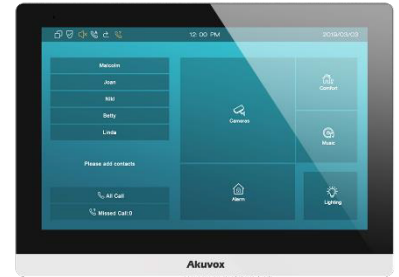 12:00 PM
2019/03/03
Malcolm
Joan
Niki
Betty
Linda
Please add contacts
All Call
Missed Call:0
Cameras
Alarm
Comfort
Music
Lighting
Akuvox